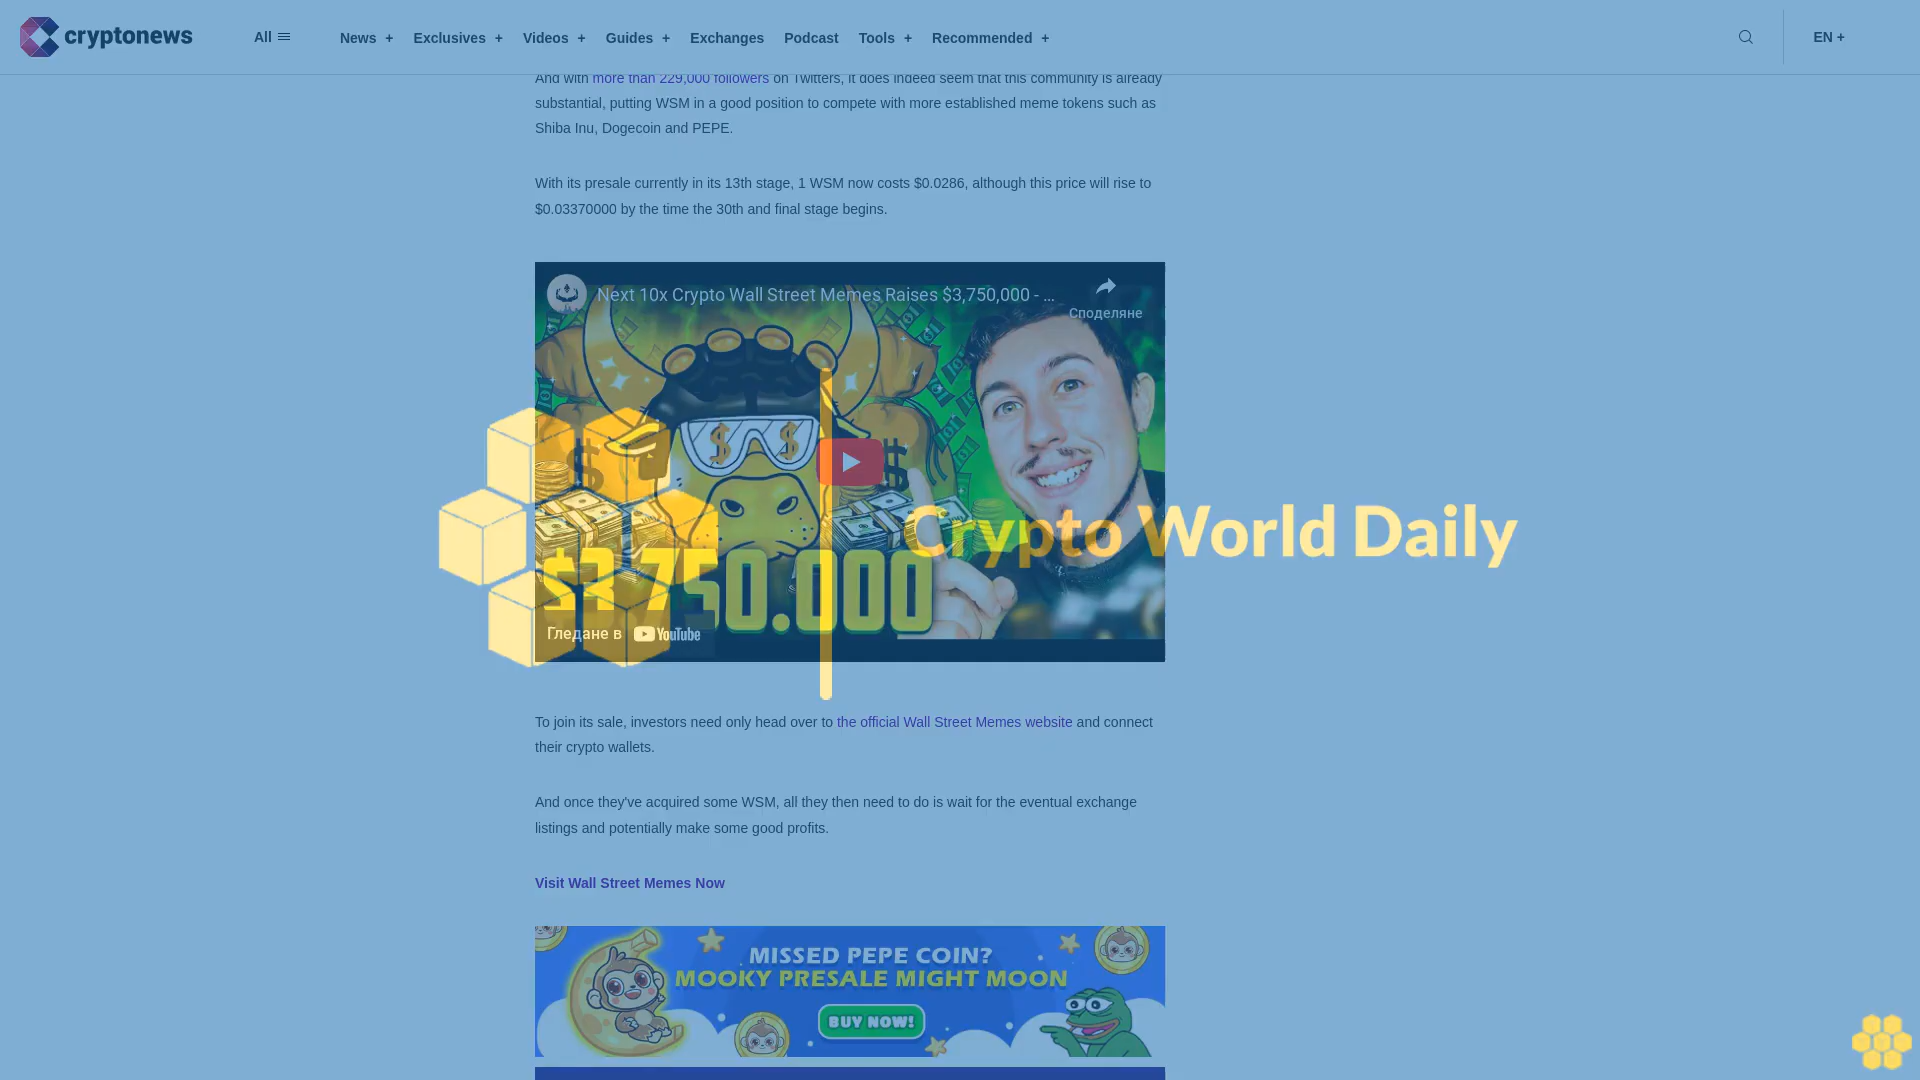 cryptonews
All
News + Exclusives + Videos + Guides + Exchanges Podcast Tools + Recommended +
EN +
And with more than 229,000 followers on Twitters, it does indeed seem that this community is already
substantial, putting WSM in a good position to compete with more established meme tokens such as
Shiba Inu, Dogecoin and PEPE.
With its presale currently in its 13th stage, 1 WSM now costs $0.0286, although this price will rise to
$0.03370000 by the time the 30th and final stage begins.
Next 10x Crypto Wall Street Memes Raises $3,750,000 - ...
Споделяне
Crypto World Daily
$3.750.000
Гледане в YouTube
To join its sale, investors need only head over to the official Wall Street Memes website and connect
their crypto wallets.
And once they've acquired some WSM, all they then need to do is wait for the eventual exchange
listings and potentially make some good profits.
Visit Wall Street Memes Now
MISSED PEPE COIN?
MOOKY PRESALE MIGHT MOON
BUY NOW!